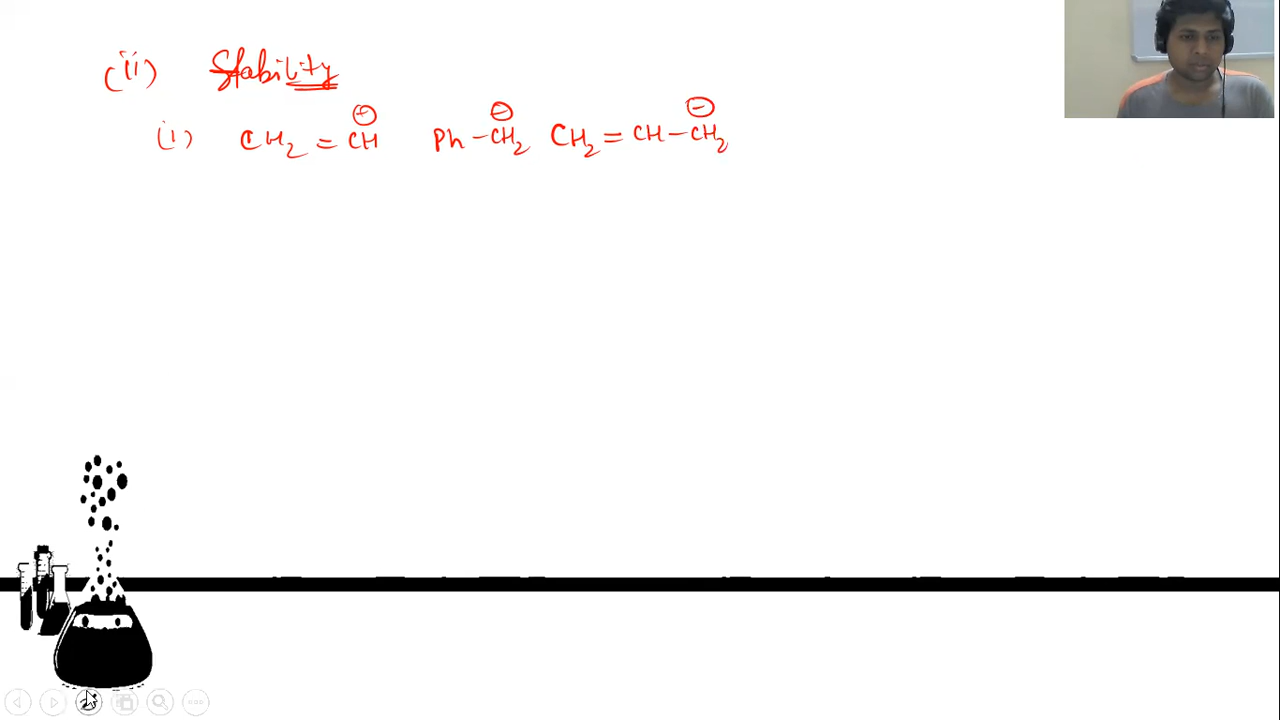 (ii) Stability
(i) CH₂ = CH⊕ Ph - CH₂⊖ CH₂ = CH - CH₂⊖